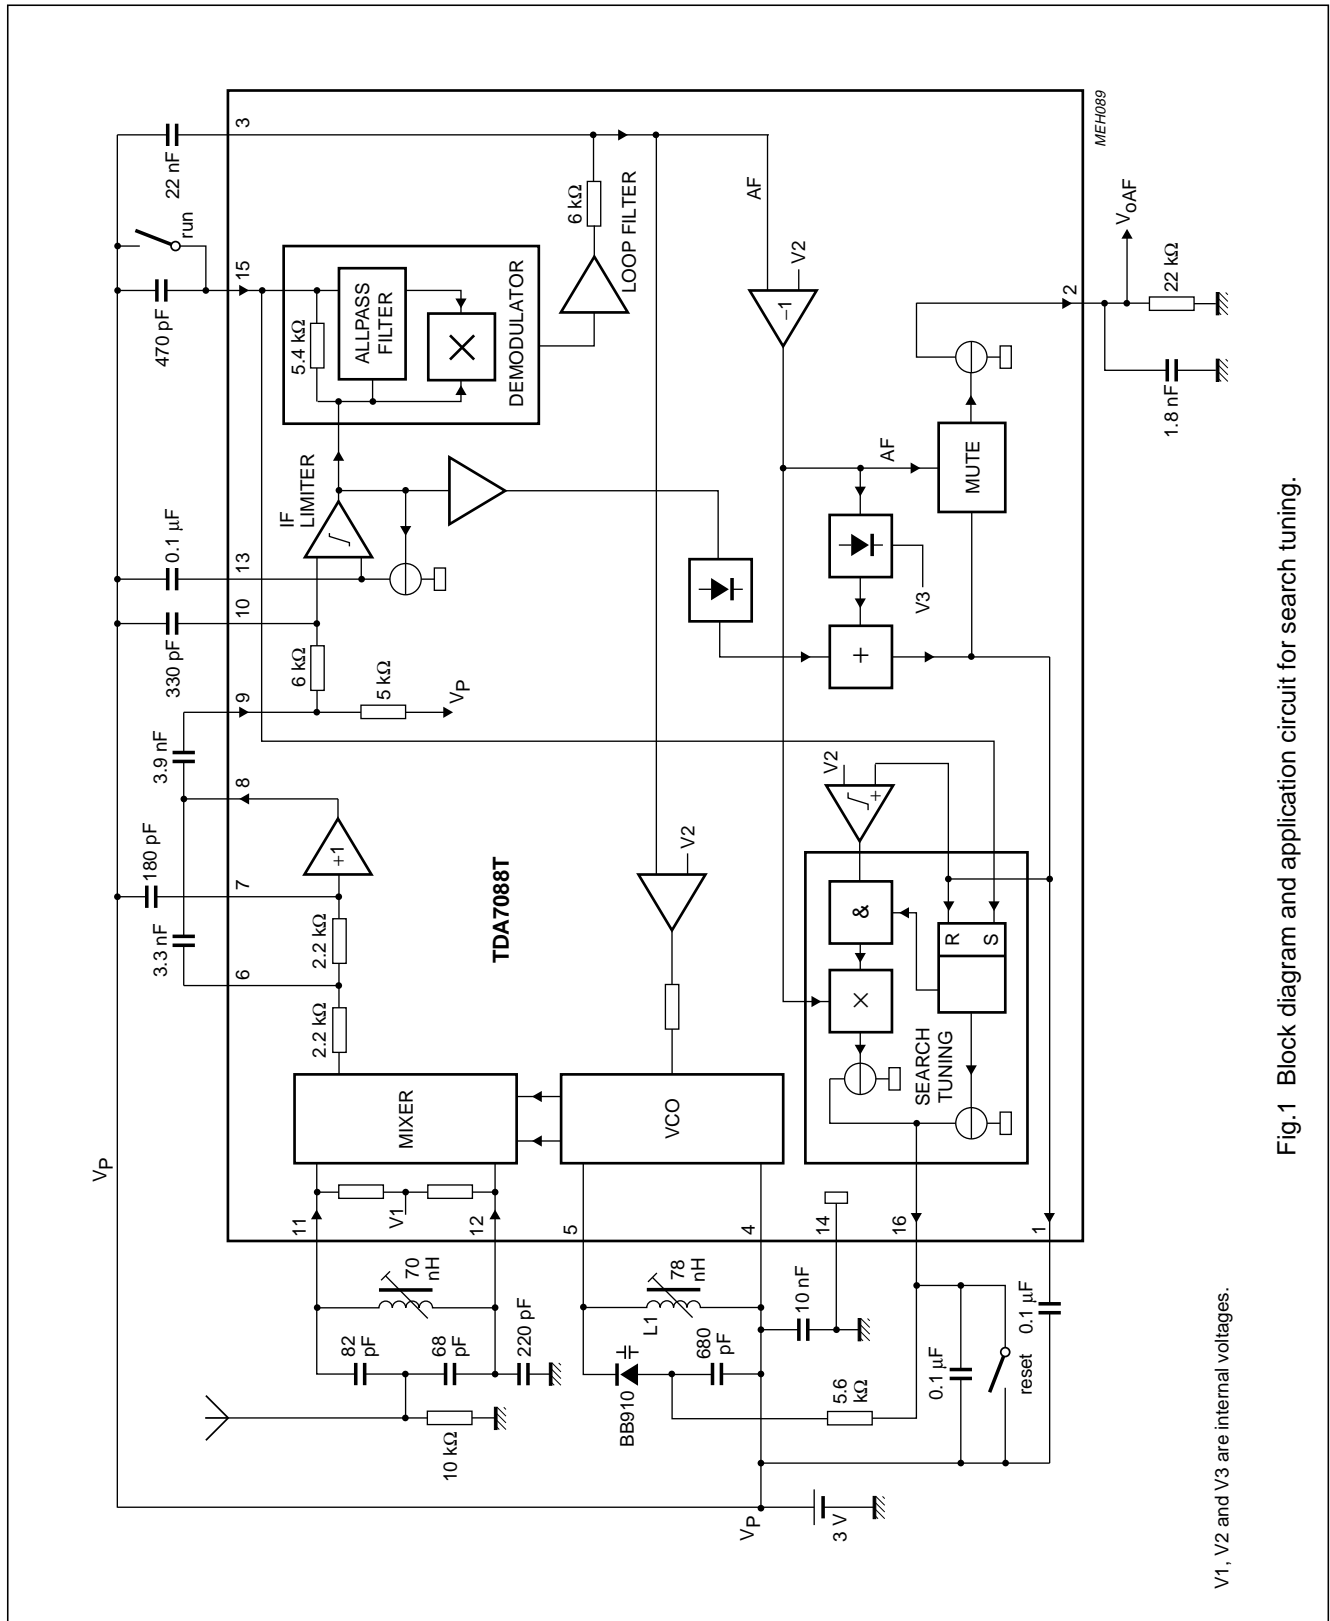 V1, V2 and V3 are internal voltages.
Fig.1 Block diagram and application circuit for search tuning.
MEH089
TDA7088T
VP
3.3 nF
180 pF
3.9 nF
330 pF
0.1 µF
470 pF
run
22 nF
6
7
8
9
10
13
15
3
2.2 kΩ
2.2 kΩ
+1
6 kΩ
5 kΩ
VP
IF
LIMITER
5.4 kΩ
ALLPASS
FILTER
DEMODULATOR
6 kΩ
LOOP FILTER
10 kΩ
82
pF
68
pF
220 pF
70
nH
11
12
V1
MIXER
BB910
L1
78
nH
680
pF
5
4
VCO
V2
AF
V2
−1
VP
3 V
10 nF
14
5.6
kΩ
0.1 µF
reset
0.1 µF
16
1
SEARCH
TUNING
×
&
R
S
+
V2
+
V3
AF
MUTE
2
VoAF
22 kΩ
1.8 nF